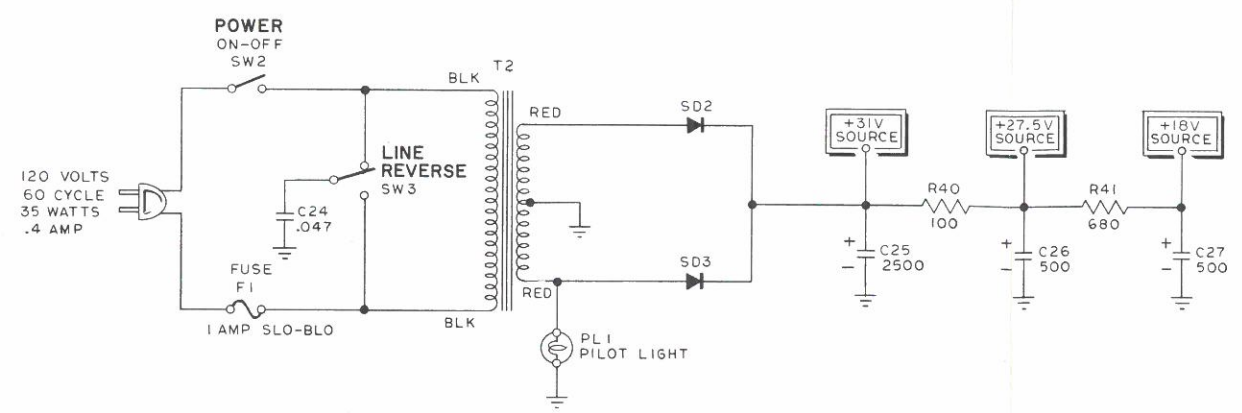 POWER
ON-OFF
SW2
BLK
T2
RED
SD2
+31V
SOURCE
+27.5V
SOURCE
+18V
SOURCE
LINE
REVERSE
SW3
120 VOLTS
60 CYCLE
35 WATTS
.4 AMP
C24
.047
R40
100
R41
680
+
-
C25
2500
+
-
C26
500
+
-
C27
500
FUSE
F1
1 AMP SLO-BLO
BLK
RED
SD3
PL1
PILOT LIGHT